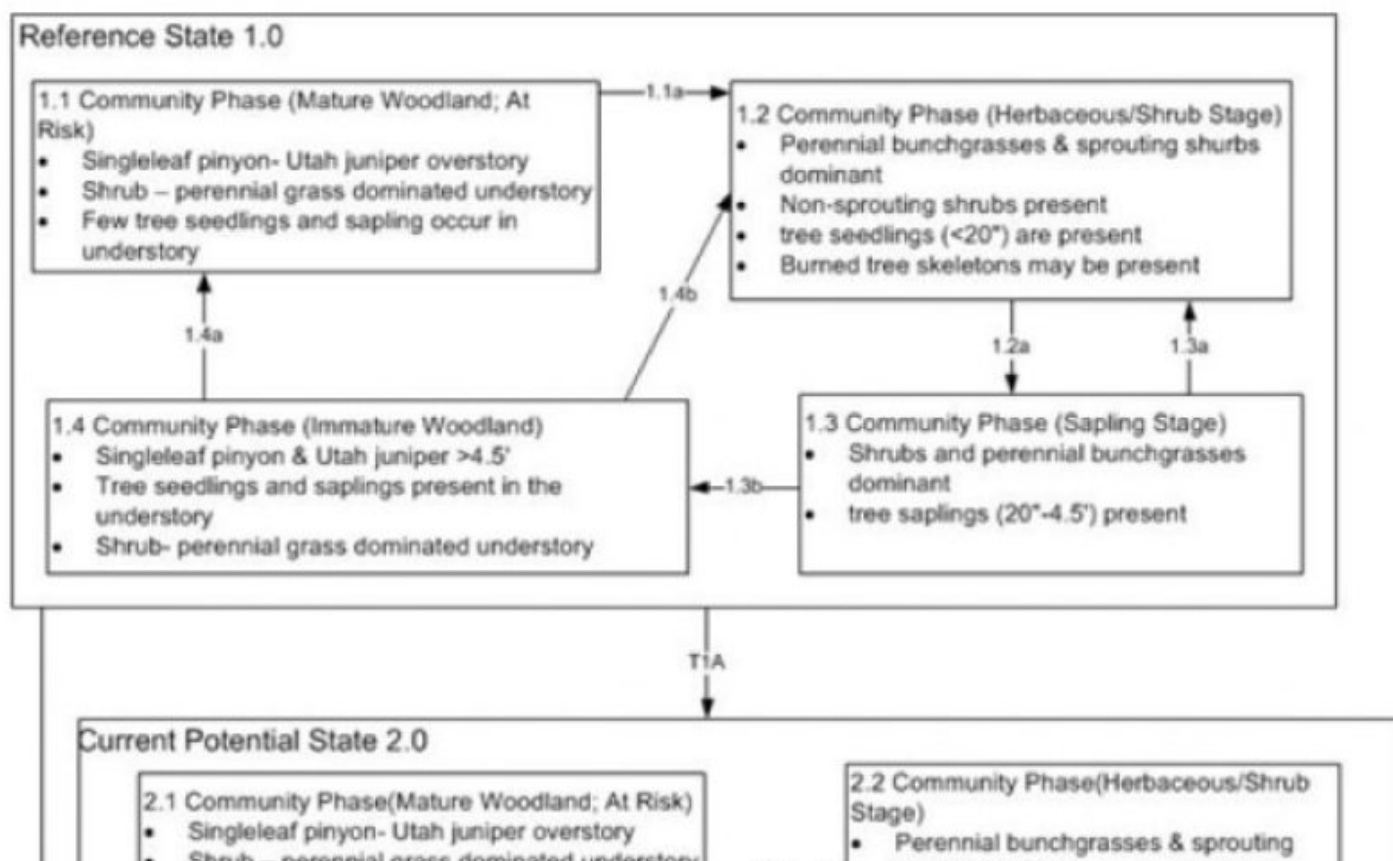 Reference State 1.0
1.1 Community Phase (Mature Woodland; At
Risk)
• Singleleaf pinyon- Utah juniper overstory
• Shrub – perennial grass dominated understory
• Few tree seedlings and sapling occur in
understory
1.1a
1.2 Community Phase (Herbaceous/Shrub Stage)
• Perennial bunchgrasses & sprouting shurbs
dominant
• Non-sprouting shrubs present
• tree seedlings (<20") are present
• Burned tree skeletons may be present
1.4a
1.4b
1.2a
1.3a
1.4 Community Phase (Immature Woodland)
• Singleleaf pinyon & Utah juniper >4.5'
• Tree seedlings and saplings present in the
understory
• Shrub- perennial grass dominated understory
1.3b
1.3 Community Phase (Sapling Stage)
• Shrubs and perennial bunchgrasses
dominant
• tree saplings (20"-4.5') present
T1A
Current Potential State 2.0
2.1 Community Phase(Mature Woodland; At Risk)
• Singleleaf pinyon- Utah juniper overstory
• Shrub – perennial grass dominated understory
2.2 Community Phase(Herbaceous/Shrub
Stage)
• Perennial bunchgrasses & sprouting